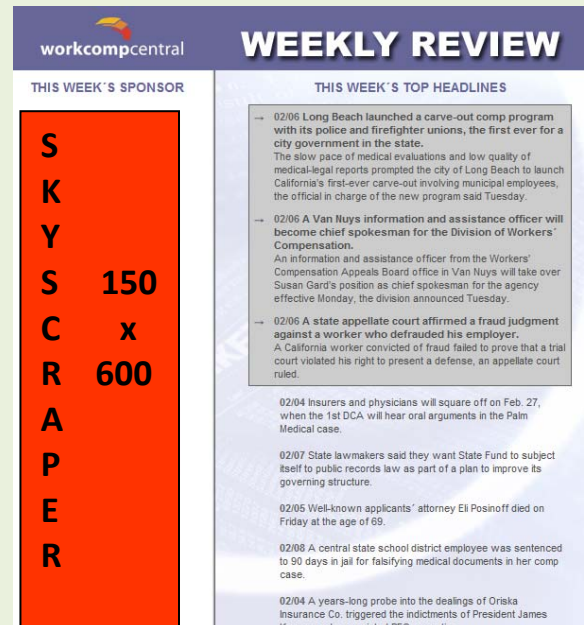 workcompcentral
WEEKLY REVIEW
THIS WEEK´S SPONSOR
S
K
Y
S 150
C x
R 600
A
P
E
R
THIS WEEK´S TOP HEADLINES
→ 02/06 Long Beach launched a carve-out comp program
with its police and firefighter unions, the first ever for a
city government in the state.
The slow pace of medical evaluations and low quality of
medical-legal reports prompted the city of Long Beach to launch
California's first-ever carve-out involving municipal employees,
the official in charge of the new program said Tuesday.
→ 02/06 A Van Nuys information and assistance officer will
become chief spokesman for the Division of Workers´
Compensation.
An information and assistance officer from the Workers'
Compensation Appeals Board office in Van Nuys will take over
Susan Gard's position as chief spokesman for the agency
effective Monday, the division announced Tuesday.
→ 02/06 A state appellate court affirmed a fraud judgment
against a worker who defrauded his employer.
A California worker convicted of fraud failed to prove that a trial
court violated his right to present a defense, an appellate court
ruled.
02/04 Insurers and physicians will square off on Feb. 27,
when the 1st DCA will hear oral arguments in the Palm
Medical case.
02/07 State lawmakers said they want State Fund to subject
itself to public records law as part of a plan to improve its
governing structure.
02/05 Well-known applicants´ attorney Eli Posinoff died on
Friday at the age of 69.
02/08 A central state school district employee was sentenced
to 90 days in jail for falsifying medical documents in her comp
case.
02/04 A years-long probe into the dealings of Oriska
Insurance Co. triggered the indictments of President James